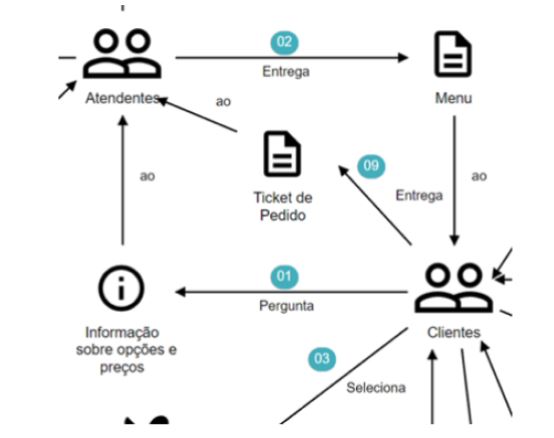 02
Entrega
Atendentes
ao
Menu
09
ao
Ticket de
Pedido
Entrega
ao
01
Pergunta
Informação
sobre opções e
preços
Clientes
03
Seleciona